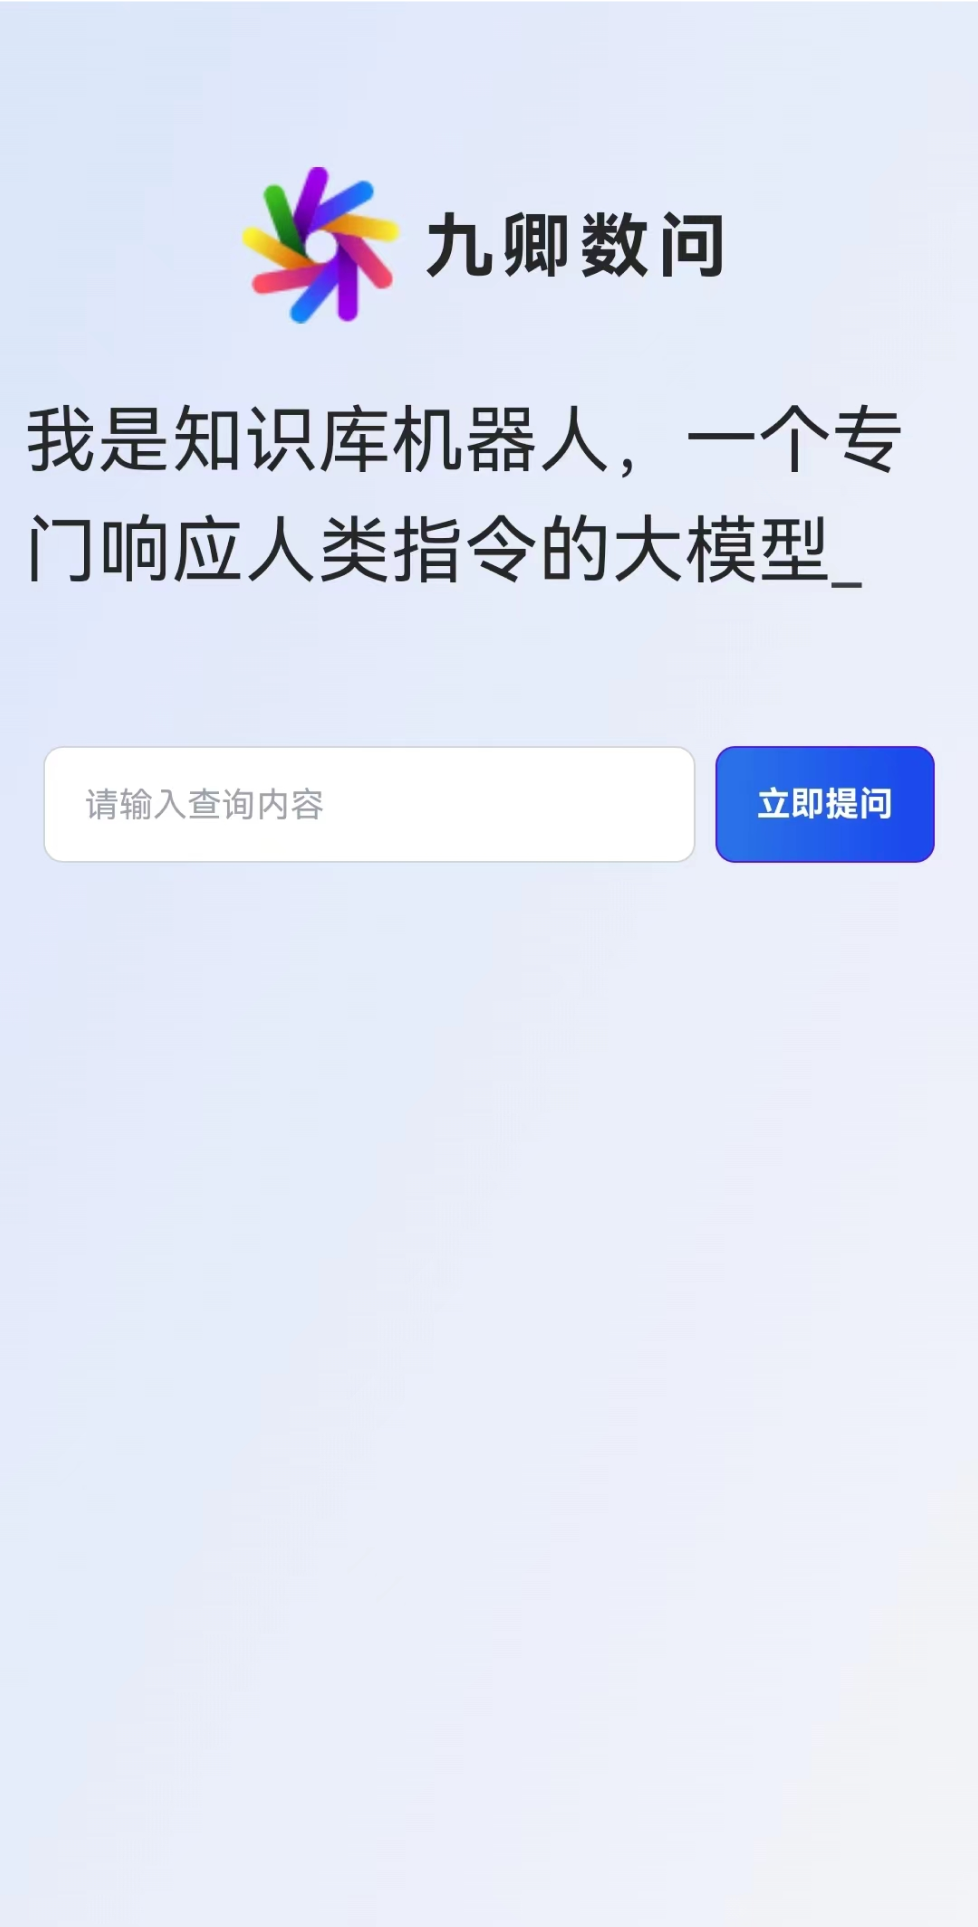 九卿数问
我是知识库机器人，一个专
门响应人类指令的大模型_
请输入查询内容
立即提问